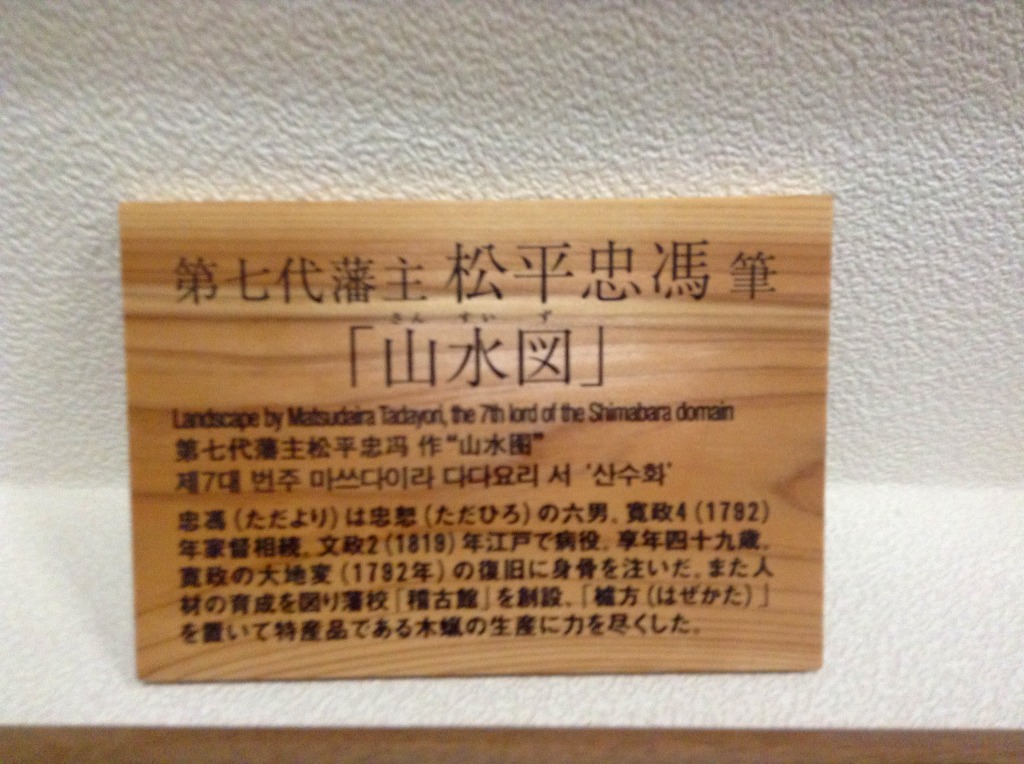 第七代藩主 松平忠馮 筆
さん すい ず
「山水図」
Landscape by Matsudaira Tadayori, the 7th lord of the Shimabara domain
第七代藩主松平忠冯 作“山水图”
제7대 번주 마쓰다이라 다다요리 서 ‘산수화’
忠馮(ただより)は忠恕(ただひろ)の六男。寛政4(1792)
年家督相続。文政2(1819)年江戸で病役。享年四十九歳。
寛政の大地変(1792年)の復旧に身骨を注いだ。また人
材の育成を図り藩校「稽古館」を創設、「櫨方(はぜかた)」
を置いて特産品である木蝋の生産に力を尽くした。